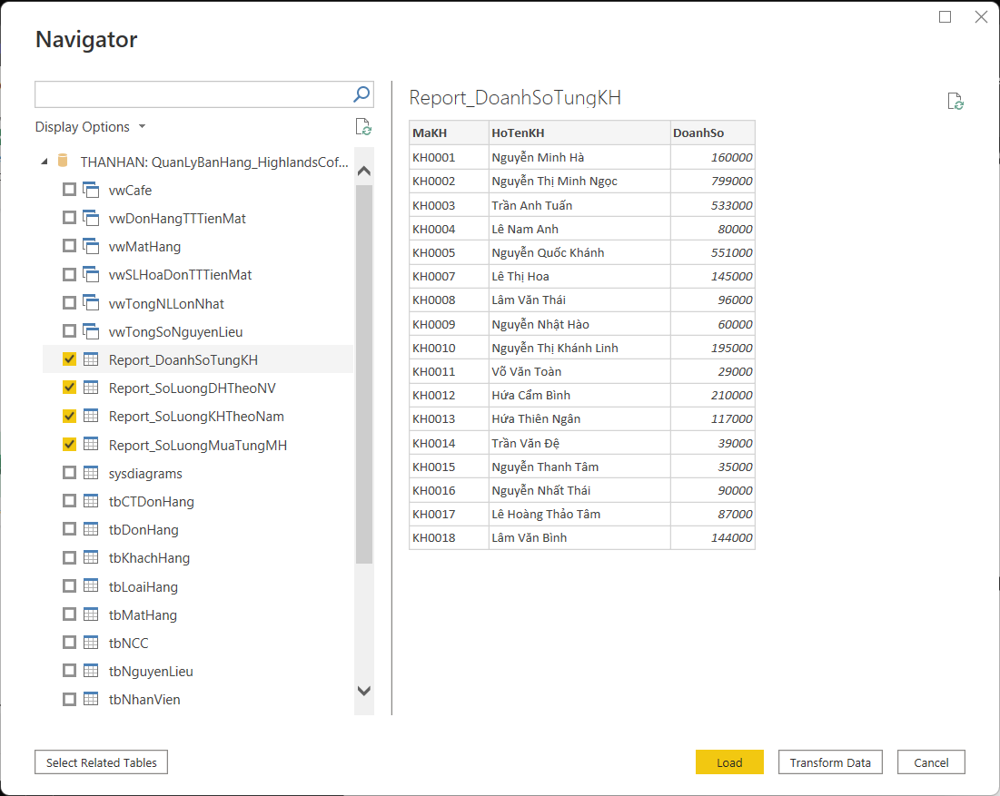 Navigator
Display Options
THANHAN: QuanLyBanHang_HighlandsCof...
vwCafe
vwDonHangTTTienMat
vwMatHang
vwSLHoaDonTTTienMat
vwTongNLLonNhat
vwTongSoNguyenLieu
Report_DoanhSoTungKH
Report_SoLuongDHTheoNV
Report_SoLuongKHTheoNam
Report_SoLuongMuaTungMH
sysdiagrams
tbCTDonHang
tbDonHang
tbKhachHang
tbLoaiHang
tbMatHang
tbNCC
tbNguyenLieu
tbNhanVien
Report_DoanhSoTungKH
MaKH HoTenKH DoanhSo
KH0001 Nguyễn Minh Hà 160000
KH0002 Nguyễn Thị Minh Ngọc 799000
KH0003 Trần Anh Tuấn 533000
KH0004 Lê Nam Anh 80000
KH0005 Nguyễn Quốc Khánh 551000
KH0007 Lê Thị Hoa 145000
KH0008 Lâm Văn Thái 96000
KH0009 Nguyễn Nhật Hào 60000
KH0010 Nguyễn Thị Khánh Linh 195000
KH0011 Võ Văn Toàn 29000
KH0012 Hứa Cẩm Bình 210000
KH0013 Hứa Thiên Ngân 117000
KH0014 Trần Văn Đệ 39000
KH0015 Nguyễn Thanh Tâm 35000
KH0016 Nguyễn Nhất Thái 90000
KH0017 Lê Hoàng Thảo Tâm 87000
KH0018 Lâm Văn Bình 144000
Select Related Tables Load Transform Data Cancel